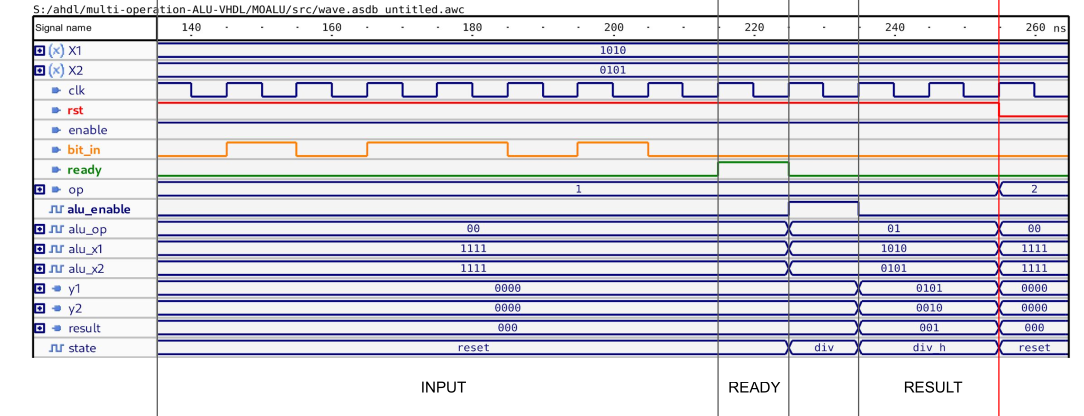 S:/ahdl/multi-operation-ALU-VHDL/MOALU/src/wave.asdb untitled.awc
Signal name 140 160 180 200 220 240 260 ns
(x) X1 1010
(x) X2 0101
clk
rst
enable
bit_in
ready
op 1 2
alu_enable
alu_op 00 01 00
alu_x1 1111 1010 1111
alu_x2 1111 0101 1111
y1 0000 0101 0000
y2 0000 0010 0000
result 000 001 000
state reset div div_h reset
INPUT READY RESULT